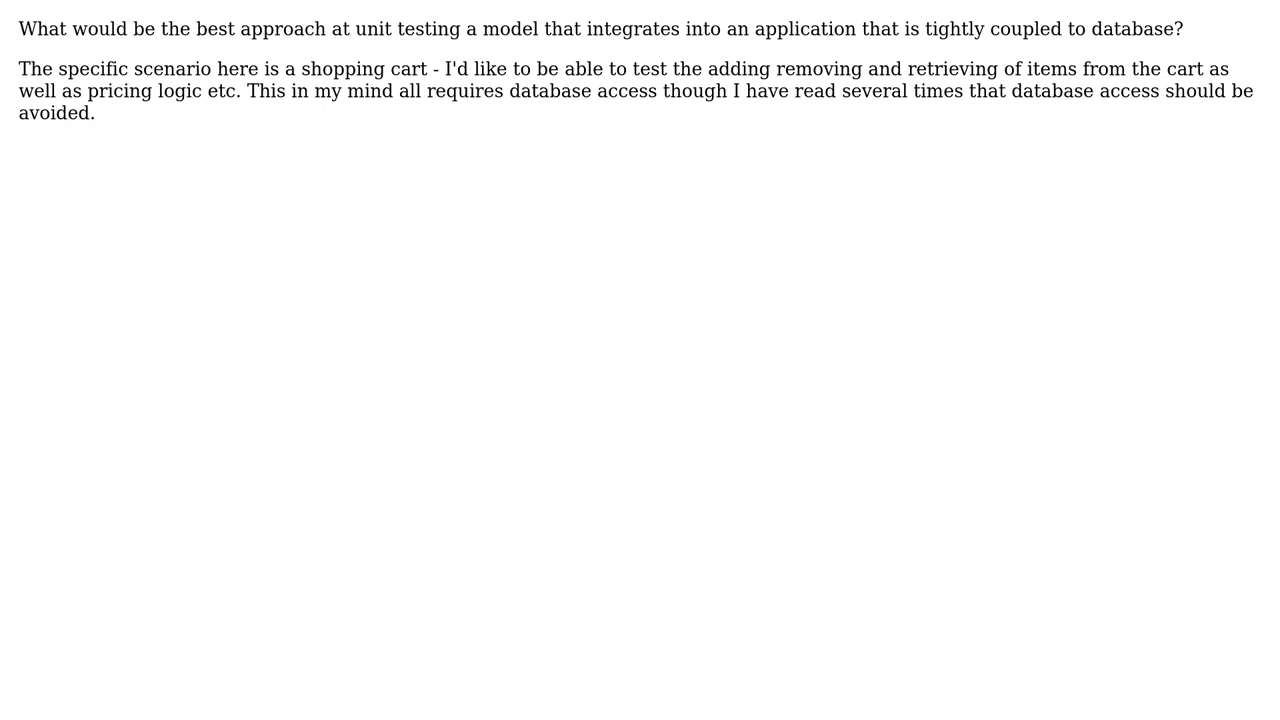 What would be the best approach at unit testing a model that integrates into an application that is tightly coupled to database?
The specific scenario here is a shopping cart - I'd like to be able to test the adding removing and retrieving of items from the cart as
well as pricing logic etc. This in my mind all requires database access though I have read several times that database access should be
avoided.